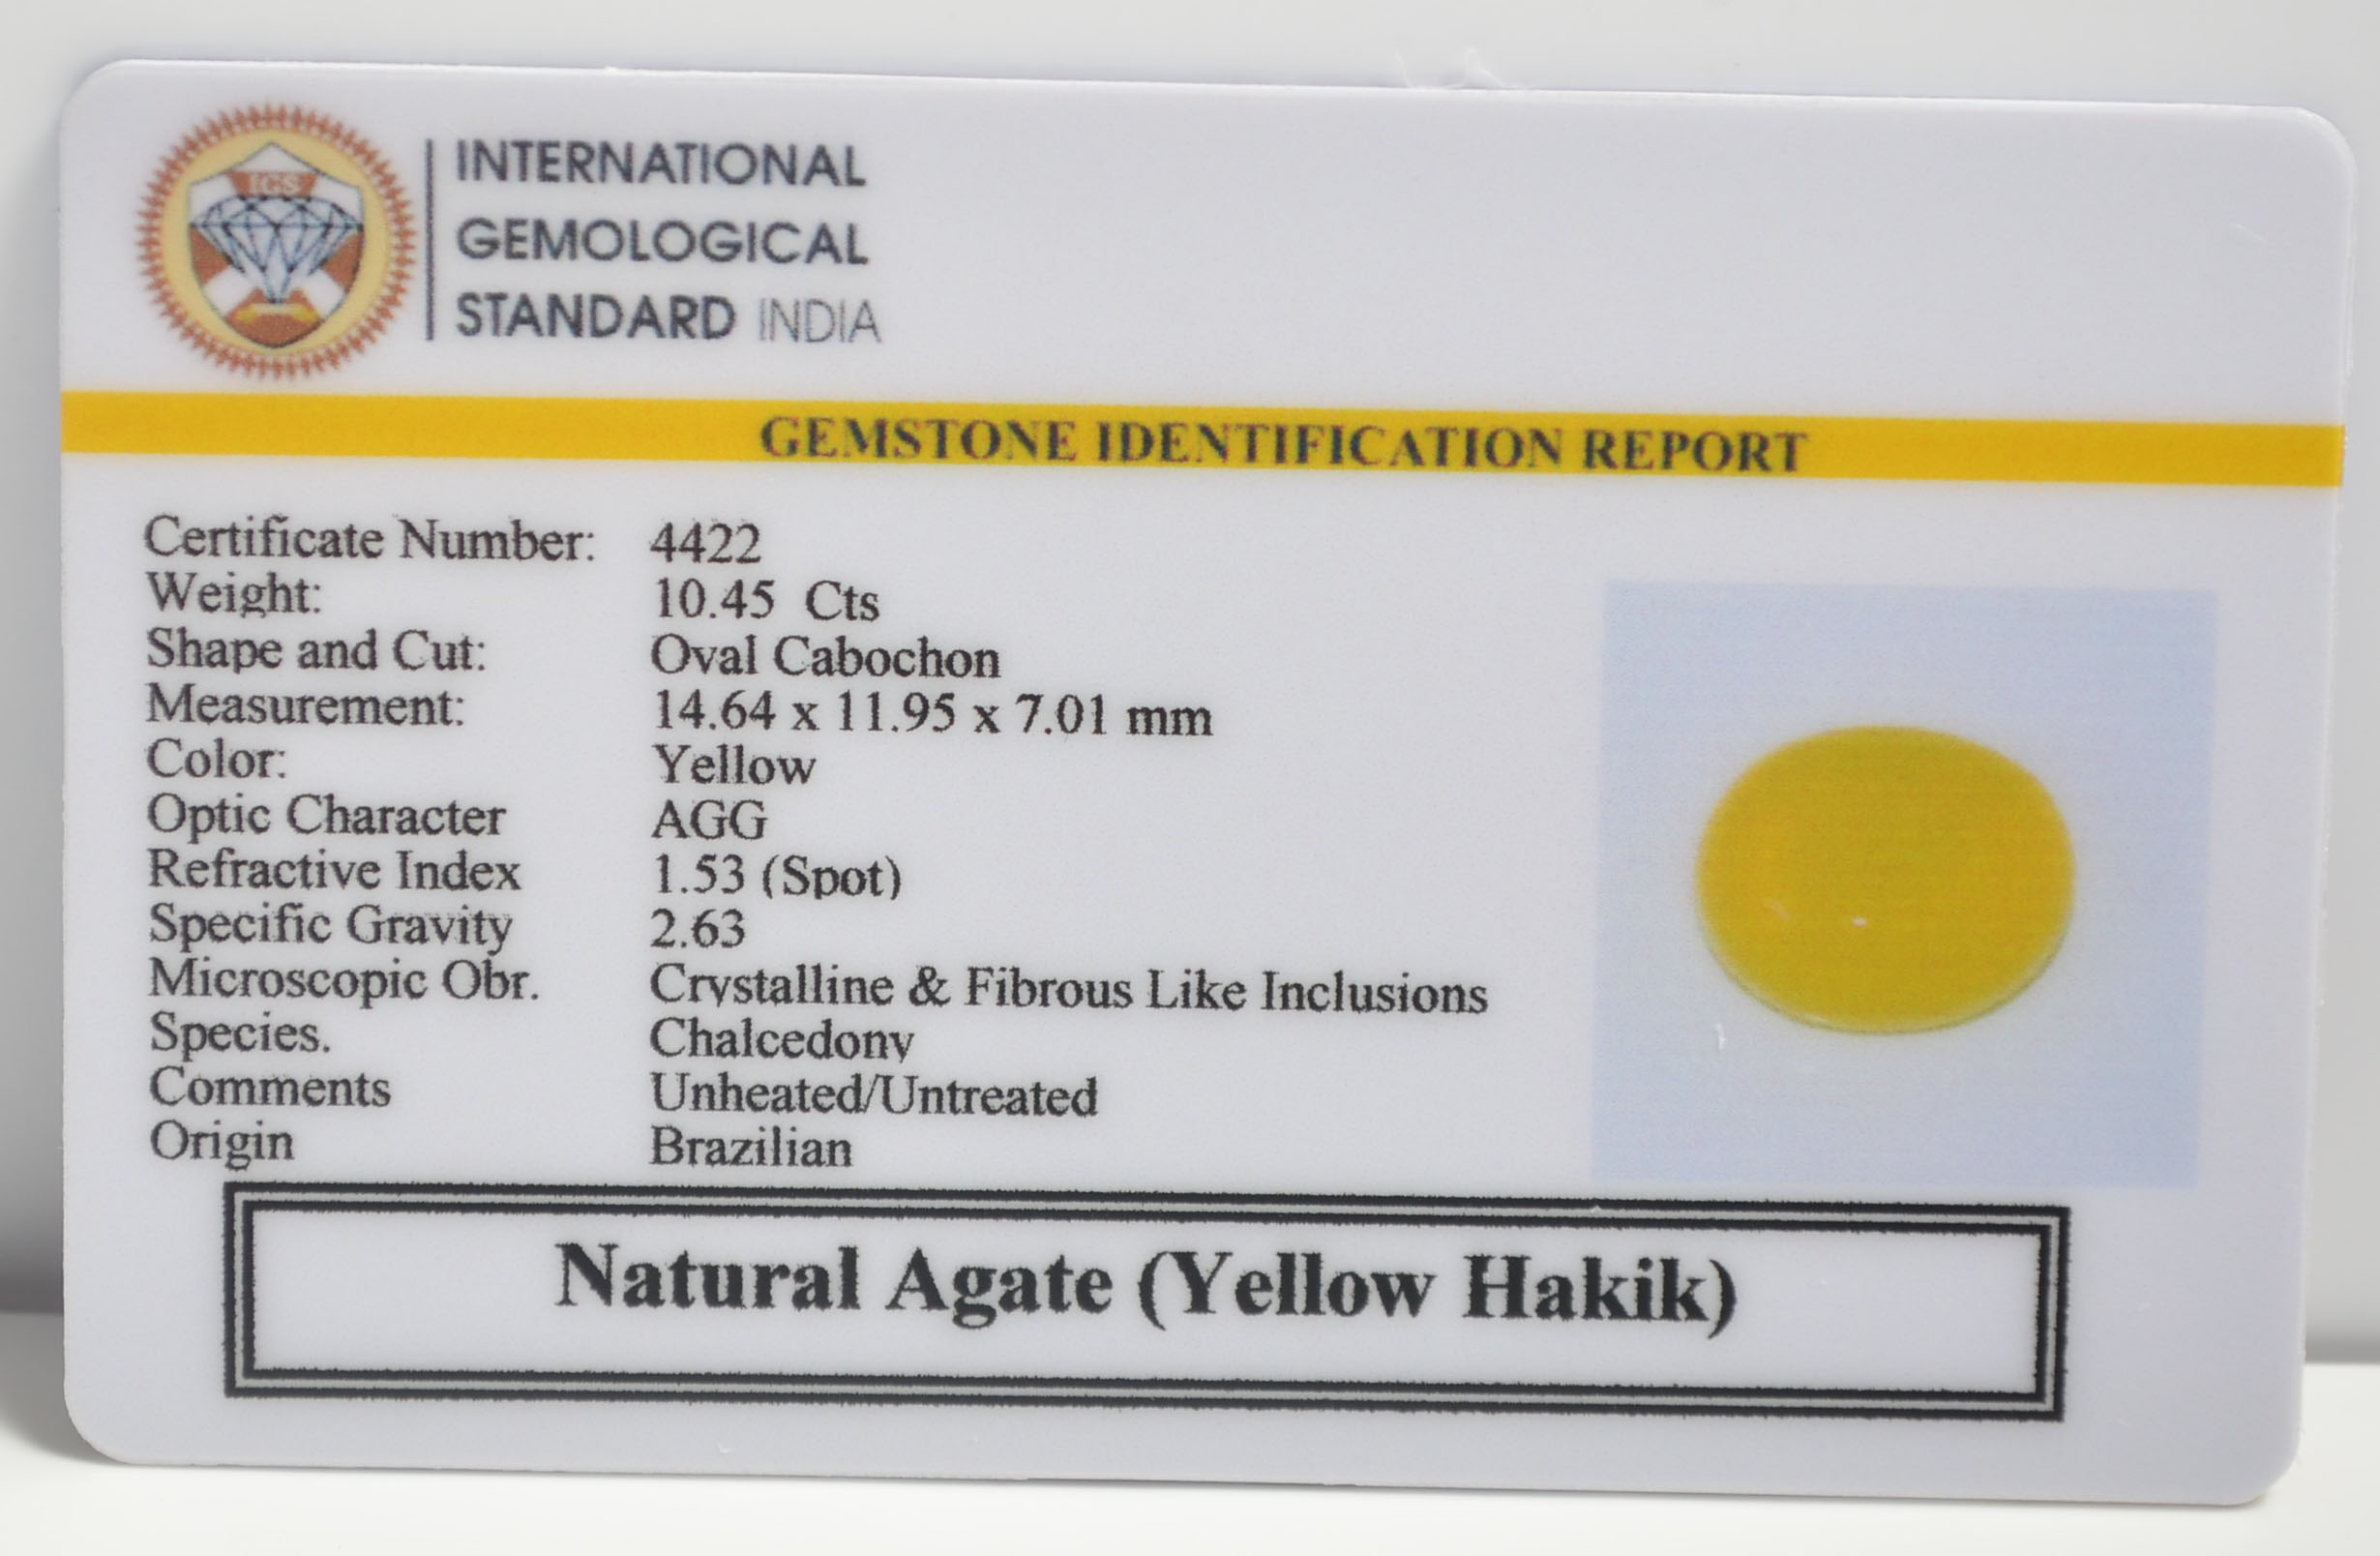 IGS
INTERNATIONAL
GEMOLOGICAL
STANDARD INDIA
GEMSTONE IDENTIFICATION REPORT
Certificate Number: 4422
Weight: 10.45 Cts
Shape and Cut: Oval Cabochon
Measurement: 14.64 x 11.95 x 7.01 mm
Color: Yellow
Optic Character AGG
Refractive Index 1.53 (Spot)
Specific Gravity 2.63
Microscopic Obr. Crystalline & Fibrous Like Inclusions
Species. Chalcedony
Comments Unheated/Untreated
Origin Brazilian
Natural Agate (Yellow Hakik)